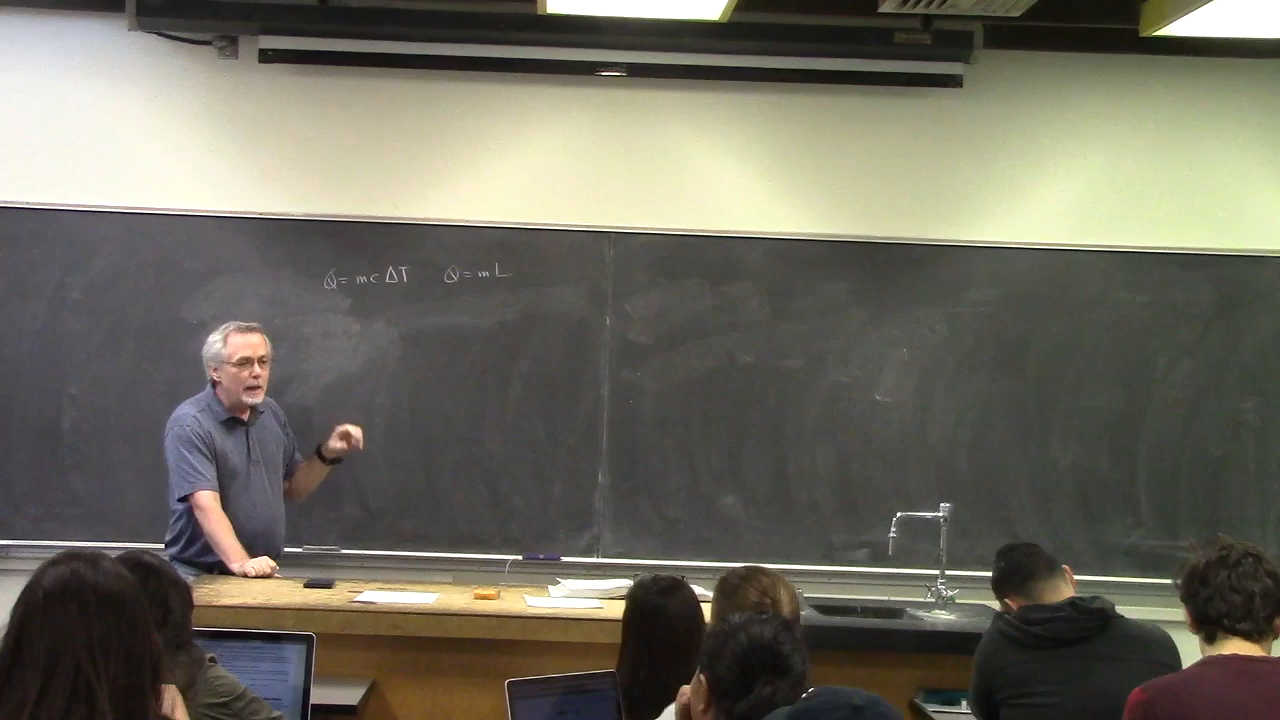 Q = mcΔT Q = mL